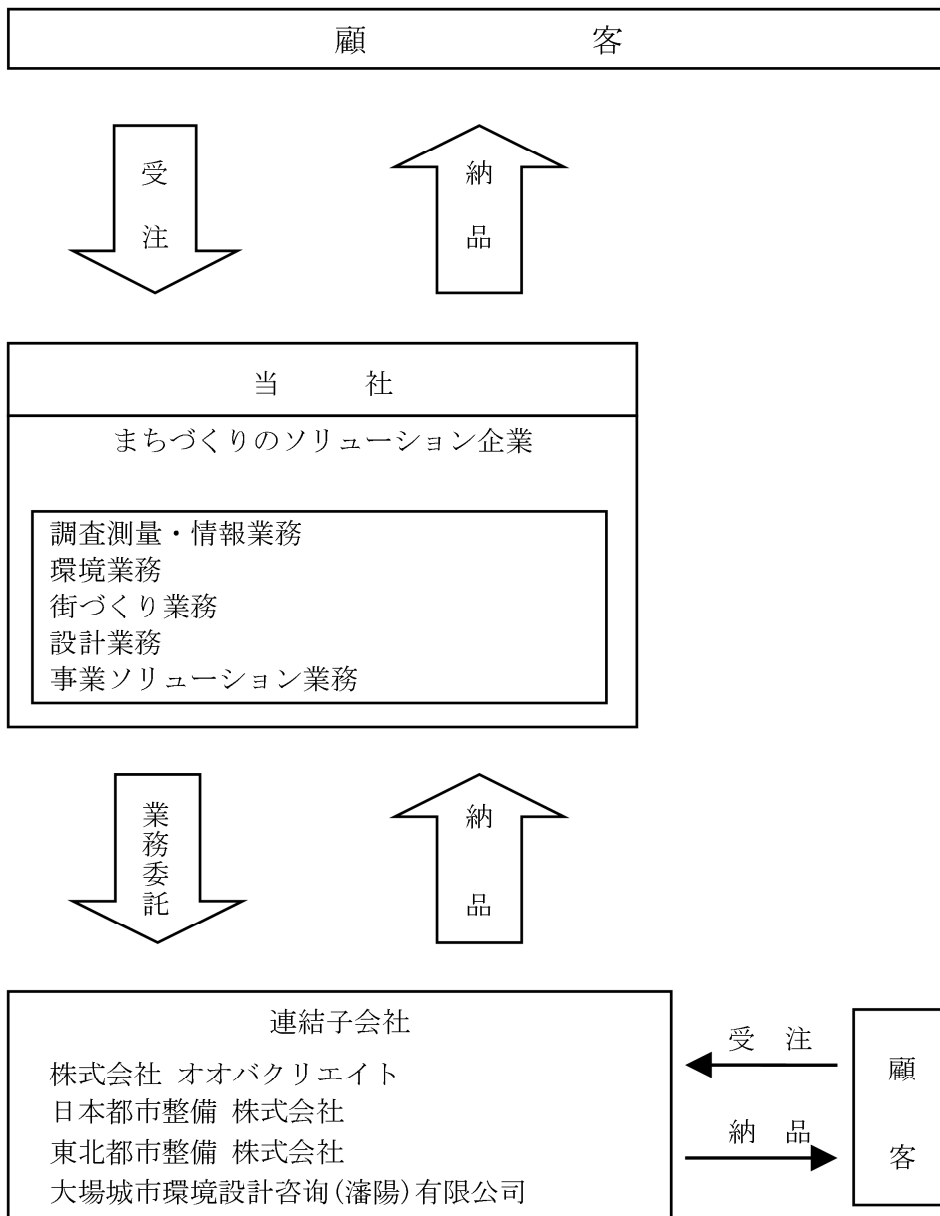 顧客
受注
納品
当社
まちづくりのソリューション企業
調査測量・情報業務
環境業務
街づくり業務
設計業務
事業ソリューション業務
業務委託
納品
連結子会社
株式会社 オオバクリエイト
日本都市整備 株式会社
東北都市整備 株式会社
大場城市環境設計咨询(瀋陽)有限公司
受注
納品
顧客